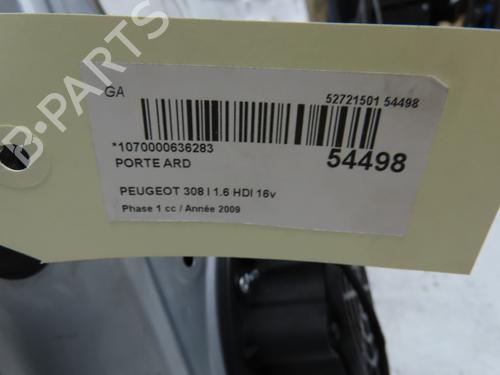 B-PARTS
GA
52721501 54498
*1070000636283
54498
PORTE ARD
PEUGEOT 308 I 1.6 HDI 16v
Phase 1 cc / Année 2009